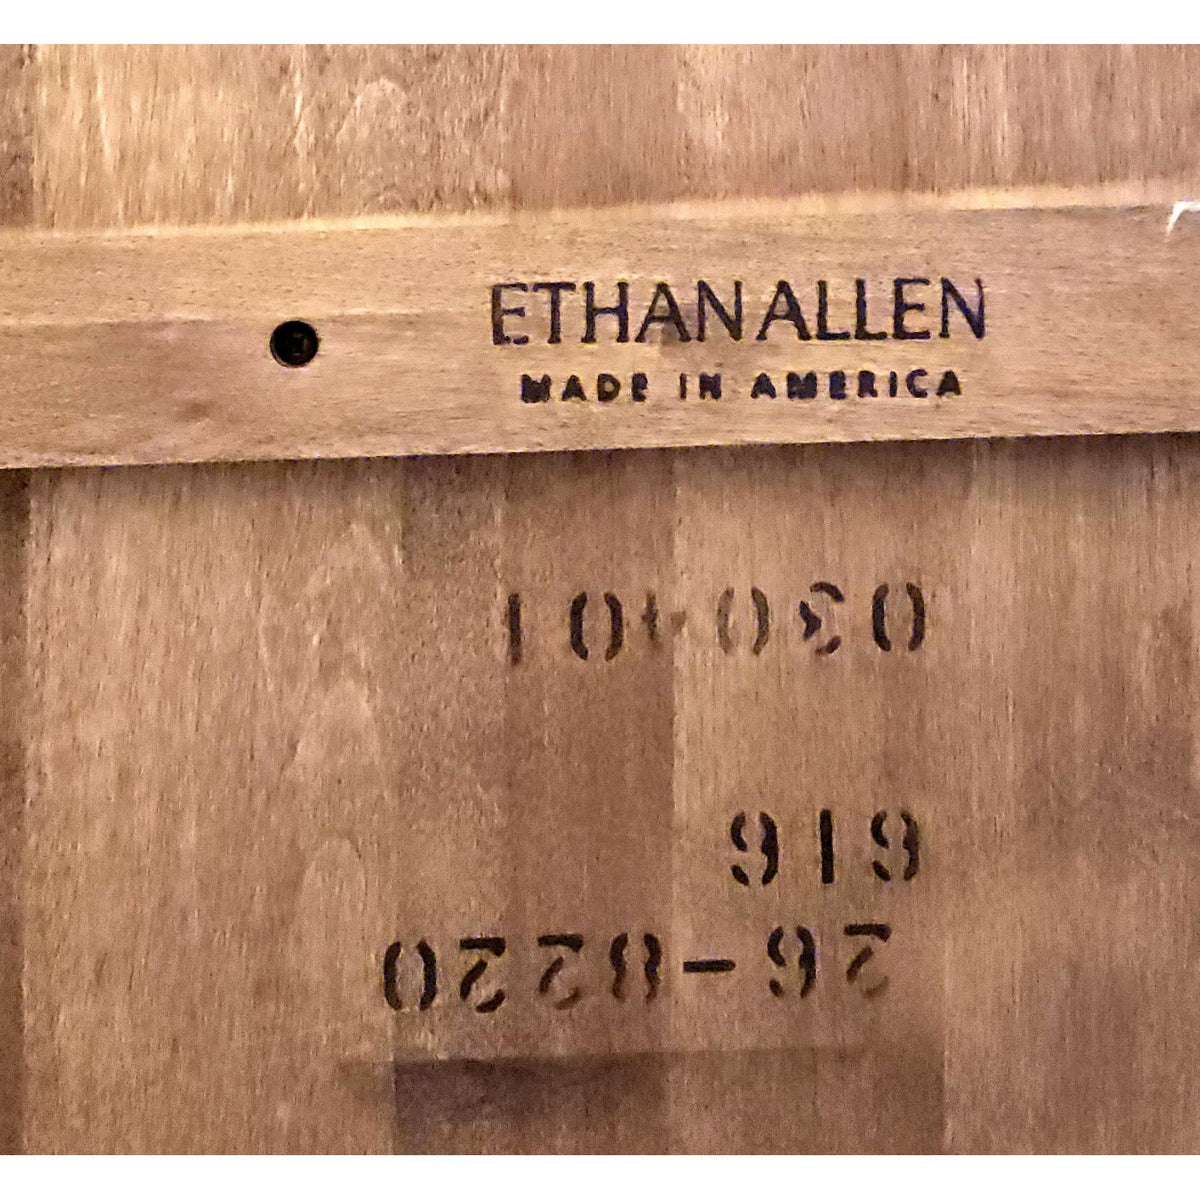 ETHAN ALLEN
MADE IN AMERICA
26-8220
616